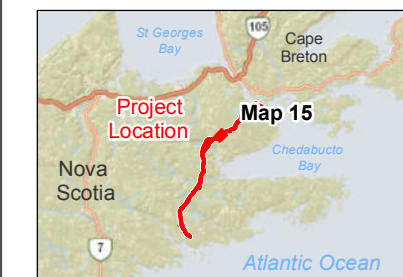 105
St Georges
Bay
Cape
Breton
Project
Location
Map 15
Chedabucto
Bay
Nova
Scotia
7
Atlantic Ocean